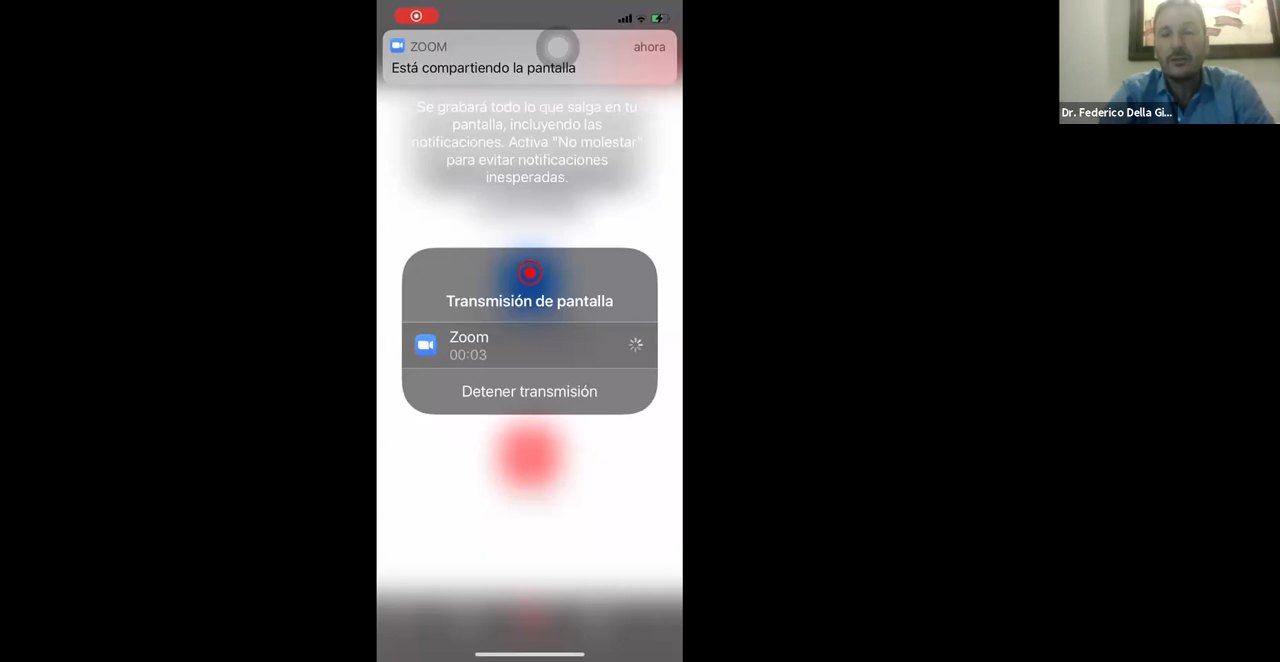 ZOOM
ahora
Está compartiendo la pantalla
Se grabará todo lo que salga en tu
pantalla, incluyendo las
notificaciones. Activa "No molestar"
para evitar notificaciones
inesperadas.
Transmisión de pantalla
Zoom
00:03
Detener transmisión
Dr. Federico Della Gi...